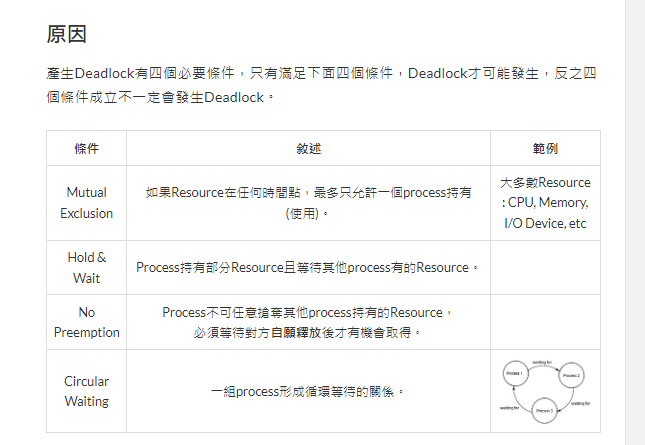 原因
產生Deadlock有四個必要條件，只有滿足下面四個條件，Deadlock才可能發生，反之四
個條件成立不一定會發生Deadlock。
條件
敘述
範例
Mutual
Exclusion
如果Resource在任何時間點，最多只允許一個process持有
(使用)。
大多數Resource
: CPU, Memory,
I/O Device, etc
Hold &
Wait
Process持有部分Resource且等待其他process有的Resource。
No
Preemption
Process不可任意搶奪其他process持有的Resource，
必須等待對方自願釋放後才有機會取得。
Circular
Waiting
一組process形成循環等待的關係。
waiting for
Process 1
Process 2
waiting for
waiting for
Process 3